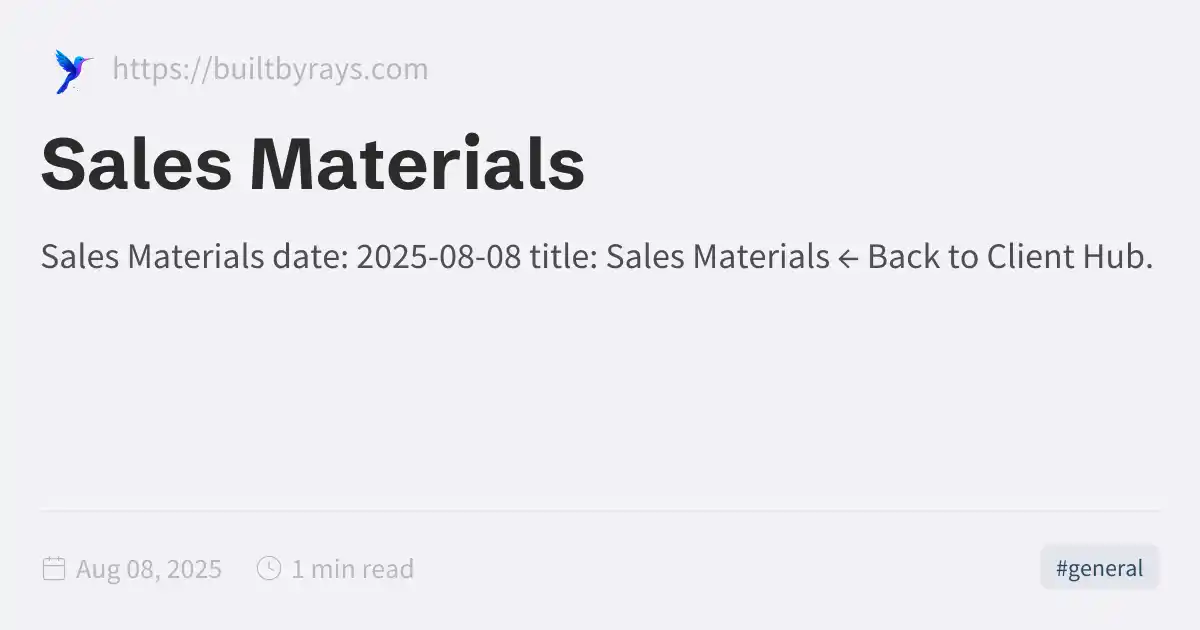 https://builtbyrays.com
Sales Materials
Sales Materials date: 2025-08-08 title: Sales Materials ← Back to Client Hub.
Aug 08, 2025 1 min read #general